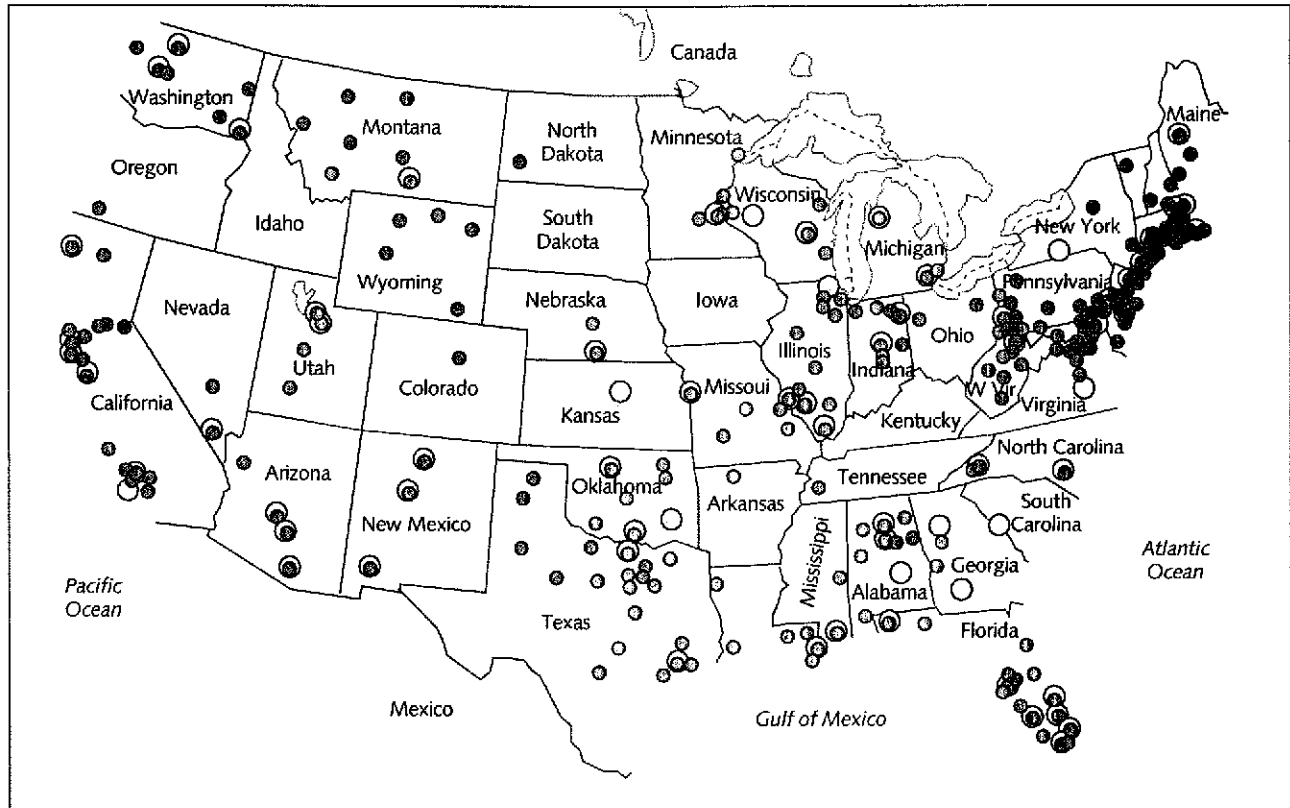 Canada
Washington
Montana
North
Dakota
Minnesota
Maine
Oregon
Idaho
Wisconsin
South
Dakota
Michigan
New York
Wyoming
Pennsylvania
Nevada
Nebraska
Iowa
Ohio
Utah
Colorado
Illinois
Indiana
California
Kansas
Missoui
W Vir
Virginia
Kentucky
North Carolina
Arizona
Oklahoma
Tennessee
New Mexico
Arkansas
South
Carolina
Mississippi
Atlantic
Ocean
Pacific
Ocean
Georgia
Alabama
Texas
Florida
Mexico
Gulf of Mexico